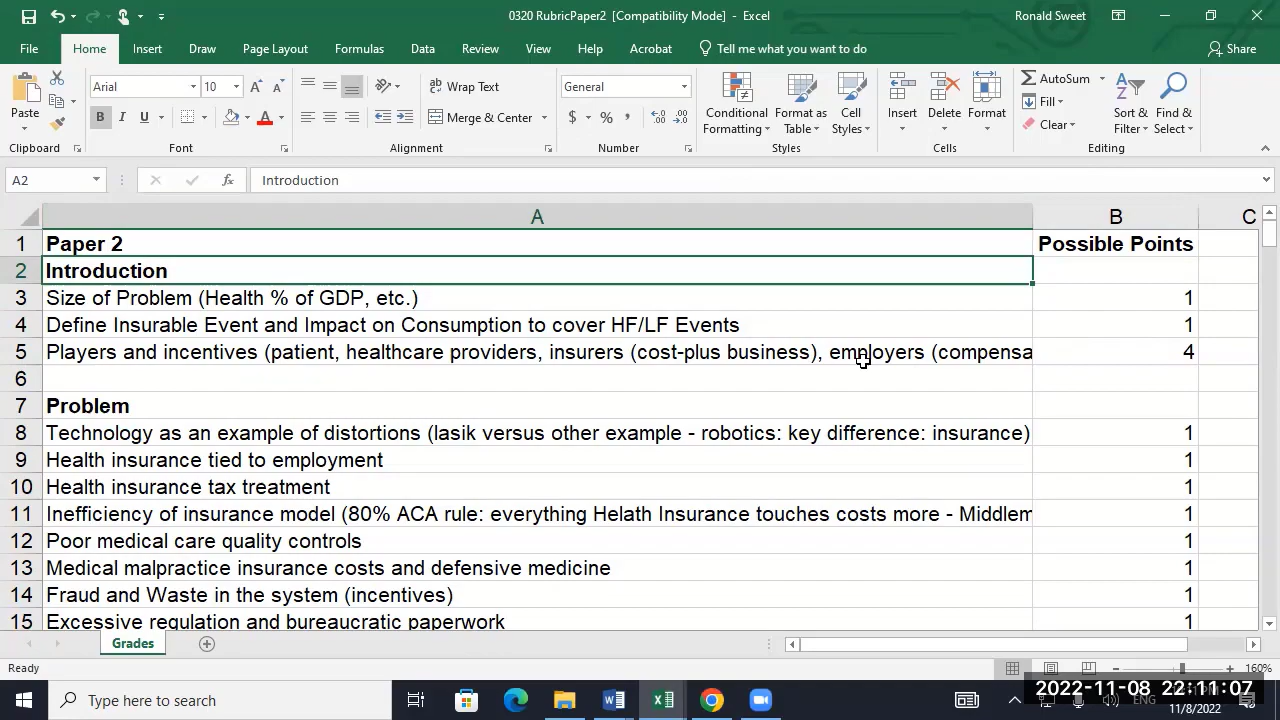 0320 RubricPaper2 [Compatibility Mode] - Excel
Ronald Sweet
File Home Insert Draw Page Layout Formulas Data Review View Help Acrobat Tell me what you want to do Share
Paste
Arial 10
B I U A
Wrap Text
Merge & Center
General
$ % ,
Conditional Formatting
Format as Table
Cell Styles
Insert Delete Format
AutoSum
Fill
Clear
Sort & Filter
Find & Select
Clipboard Font Alignment Number Styles Cells Editing
A2 fx Introduction
A B C
1 Paper 2 Possible Points
2 Introduction
3 Size of Problem (Health % of GDP, etc.) 1
4 Define Insurable Event and Impact on Consumption to cover HF/LF Events 1
5 Players and incentives (patient, healthcare providers, insurers (cost-plus business), employers (compensa 4
6
7 Problem
8 Technology as an example of distortions (lasik versus other example - robotics: key difference: insurance) 1
9 Health insurance tied to employment 1
10 Health insurance tax treatment 1
11 Inefficiency of insurance model (80% ACA rule: everything Helath Insurance touches costs more - Middlem 1
12 Poor medical care quality controls 1
13 Medical malpractice insurance costs and defensive medicine 1
14 Fraud and Waste in the system (incentives) 1
15 Excessive regulation and bureaucratic paperwork 1
Grades
Ready 160%
Type here to search
2022-11-08 22:11:07
ENG
11/8/2022